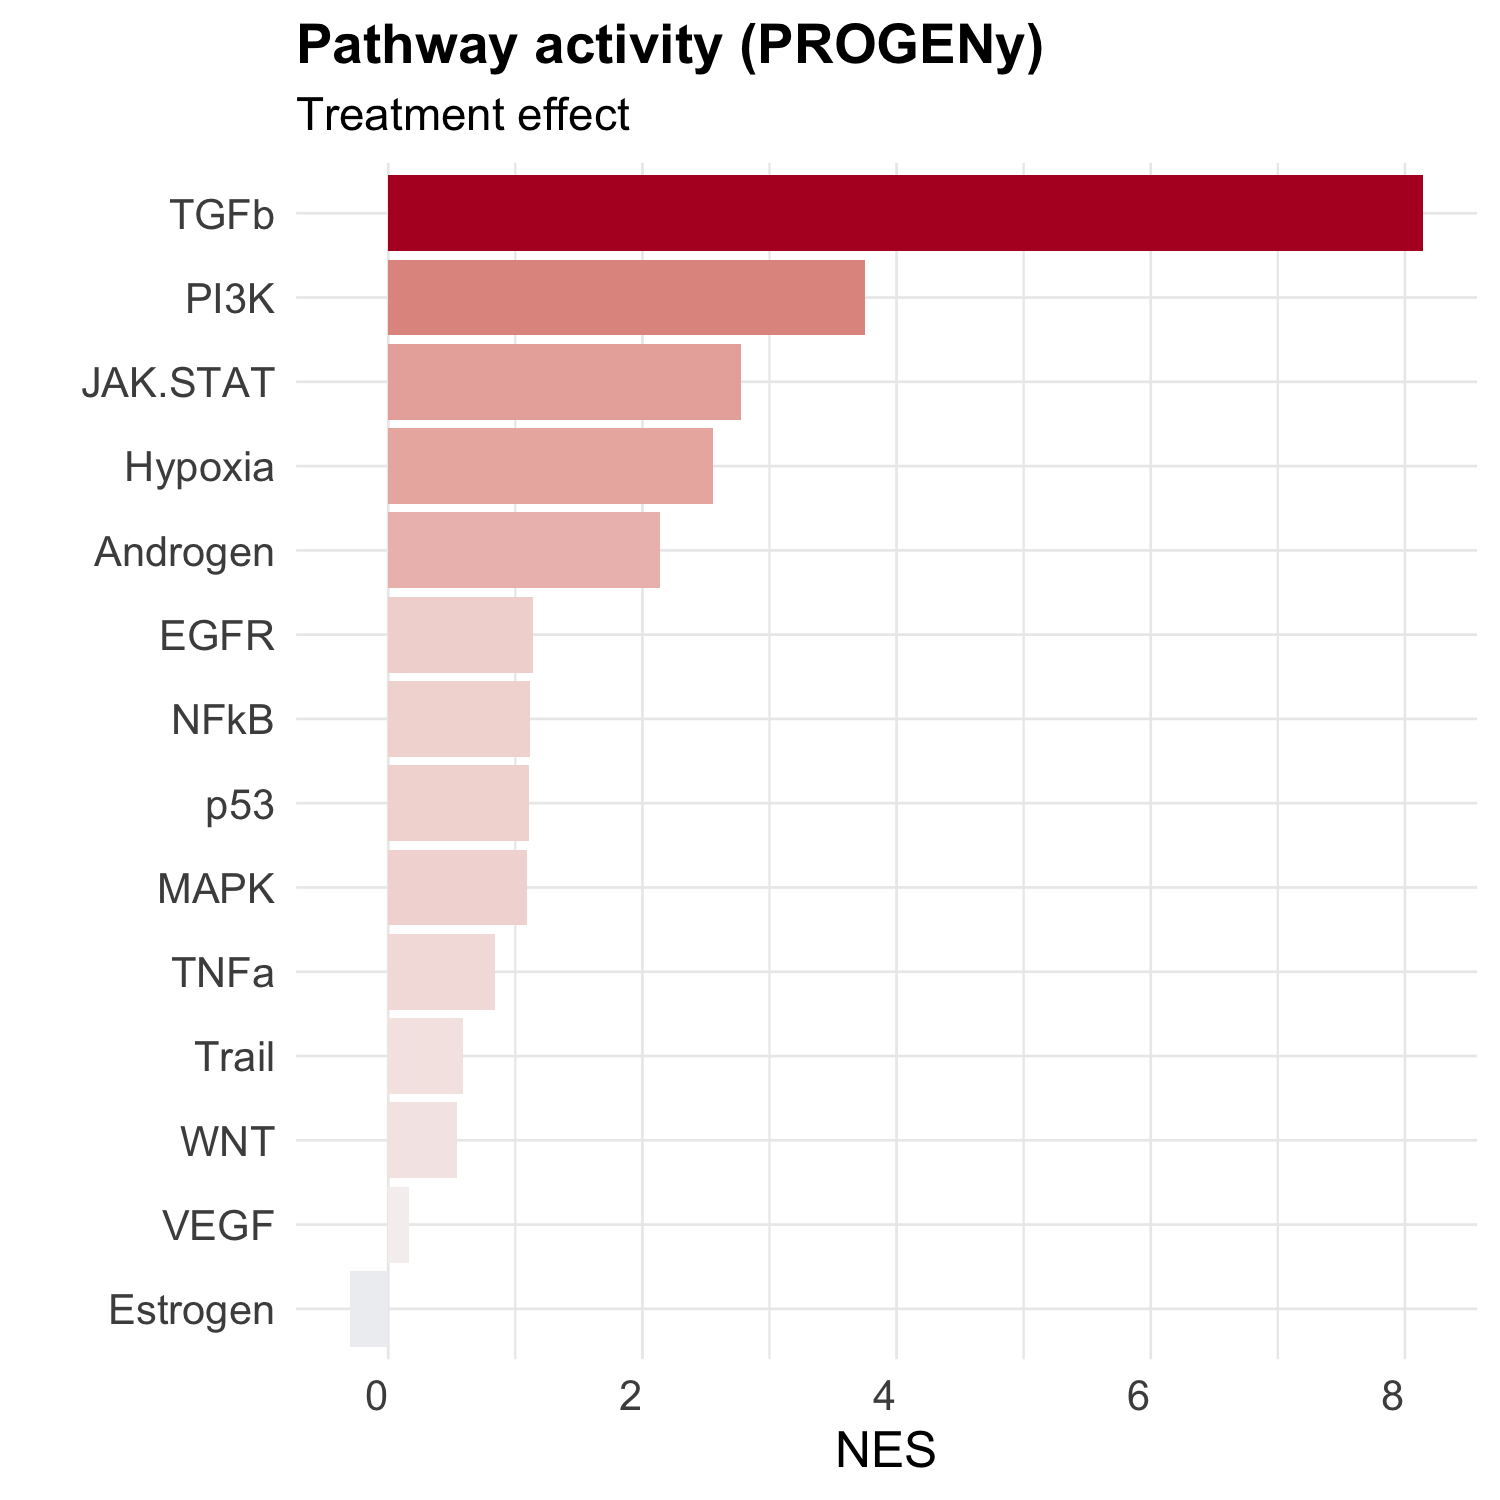 Pathway activity (PROGENy)
Treatment effect
TGFb
PI3K
JAK.STAT
Hypoxia
Androgen
EGFR
NFkB
p53
MAPK
TNFa
Trail
WNT
VEGF
Estrogen
0 2 4 6 8
NES